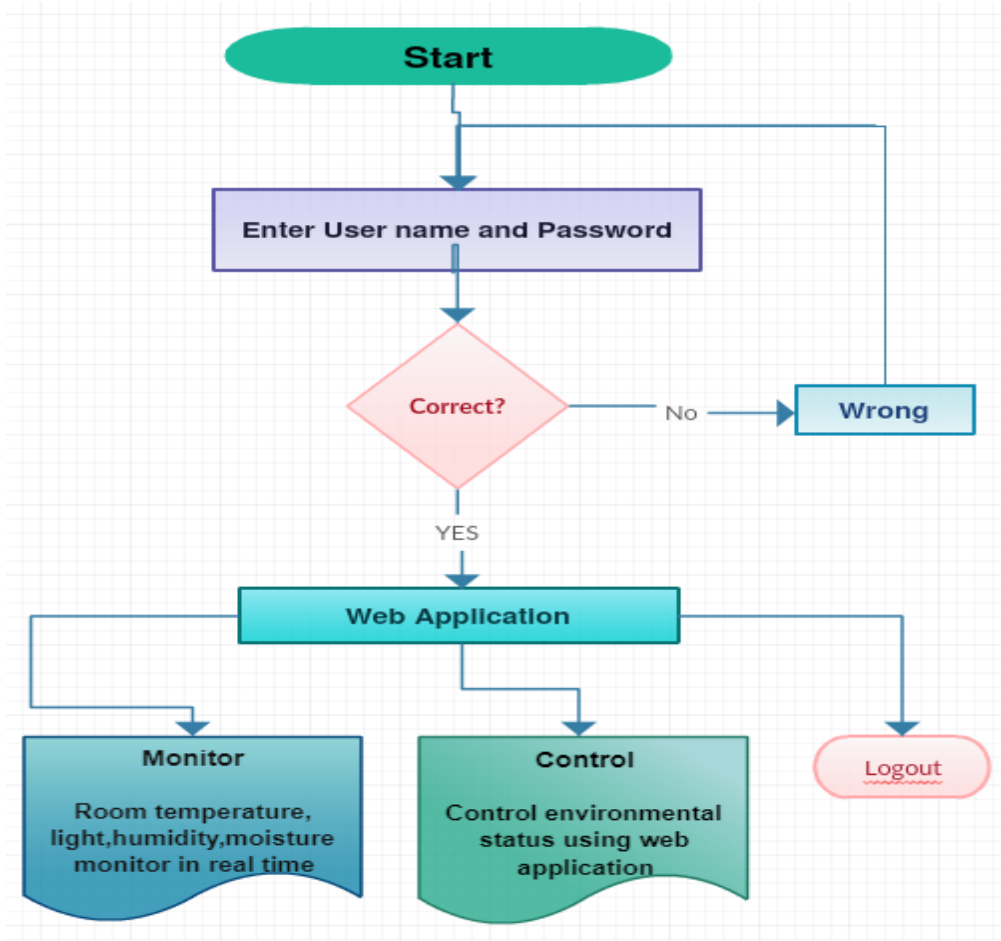 Start
Enter User name and Password
Correct?
No
Wrong
YES
Web Application
Monitor
Room temperature,
light,humidity,moisture
monitor in real time
Control
Control environmental
status using web
application
Logout